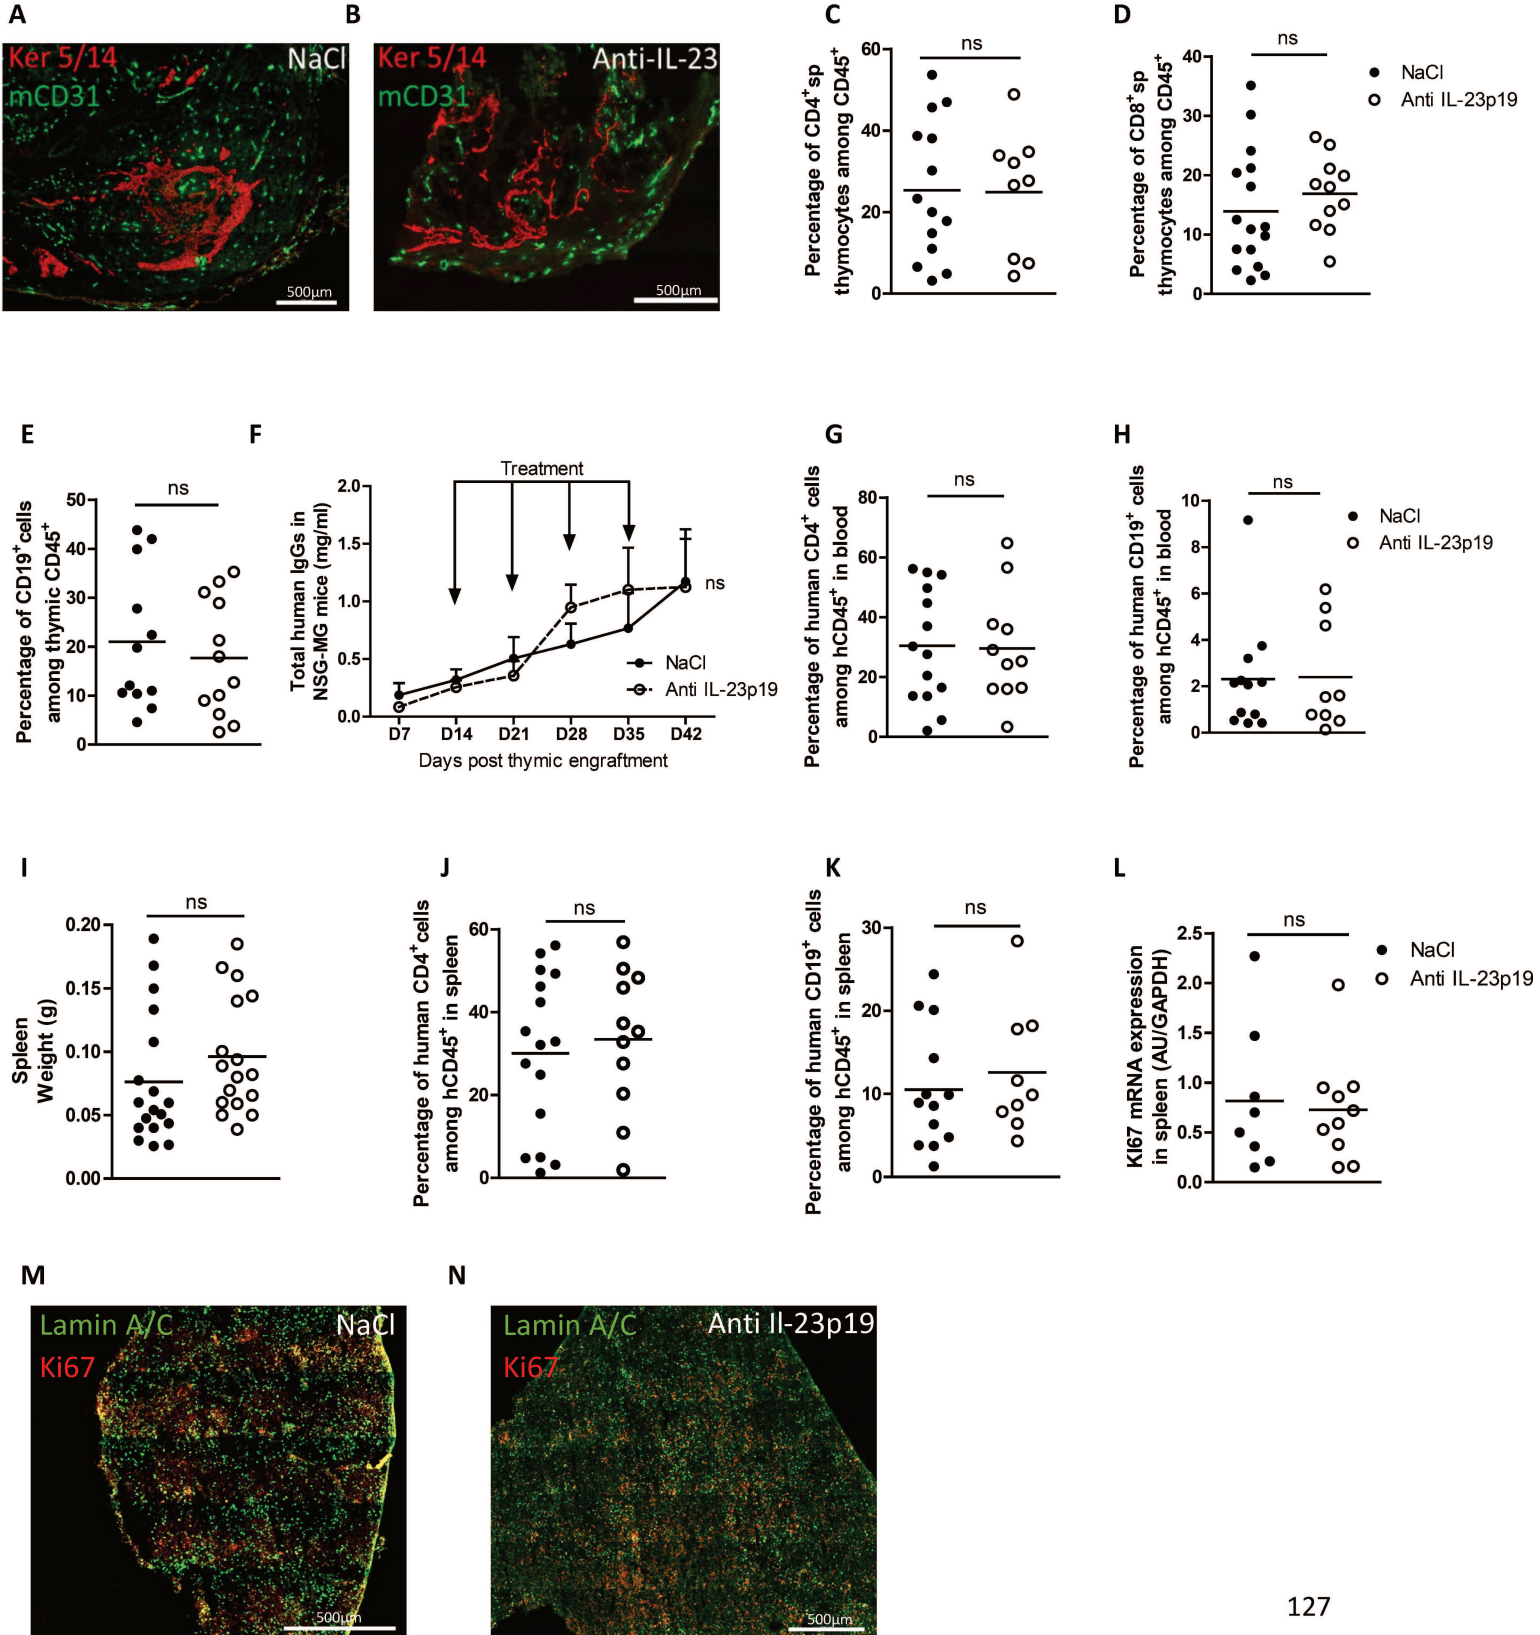 A
Ker 5/14
NaCl
mCD31
500µm
B
Ker 5/14
Anti-IL-23
mCD31
500µm
C
ns
Percentage of CD4⁺sp
thymocytes among CD45⁺
60
40
20
0
D
ns
Percentage of CD8⁺sp
thymocytes among CD45⁺
40
30
20
10
0
NaCl
Anti IL-23p19
E
ns
Percentage of CD19⁺cells
among thymic CD45⁺
50
40
30
20
10
0
F
Treatment
Total human IgGs in
NSG-MG mice (mg/ml)
2.0
1.5
1.0
0.5
0.0
ns
NaCl
Anti IL-23p19
D7 D14 D21 D28 D35 D42
Days post thymic engraftment
G
ns
Percentage of human CD4⁺ cells
among hCD45⁺ in blood
80
60
40
20
0
H
ns
Percentage of human CD19⁺ cells
among hCD45⁺ in blood
10
8
6
4
2
0
NaCl
Anti IL-23p19
I
ns
Spleen
Weight (g)
0.20
0.15
0.10
0.05
0.00
J
ns
Percentage of human CD4⁺cells
among hCD45⁺ in spleen
60
40
20
0
K
ns
Percentage of human CD19⁺ cells
among hCD45⁺ in spleen
30
20
10
0
L
ns
KI67 mRNA expression
in spleen (AU/GAPDH)
2.5
2.0
1.5
1.0
0.5
0.0
NaCl
Anti IL-23p19
M
Lamin A/C
NaCl
Ki67
500µm
N
Lamin A/C
Anti Il-23p19
Ki67
500µm
127